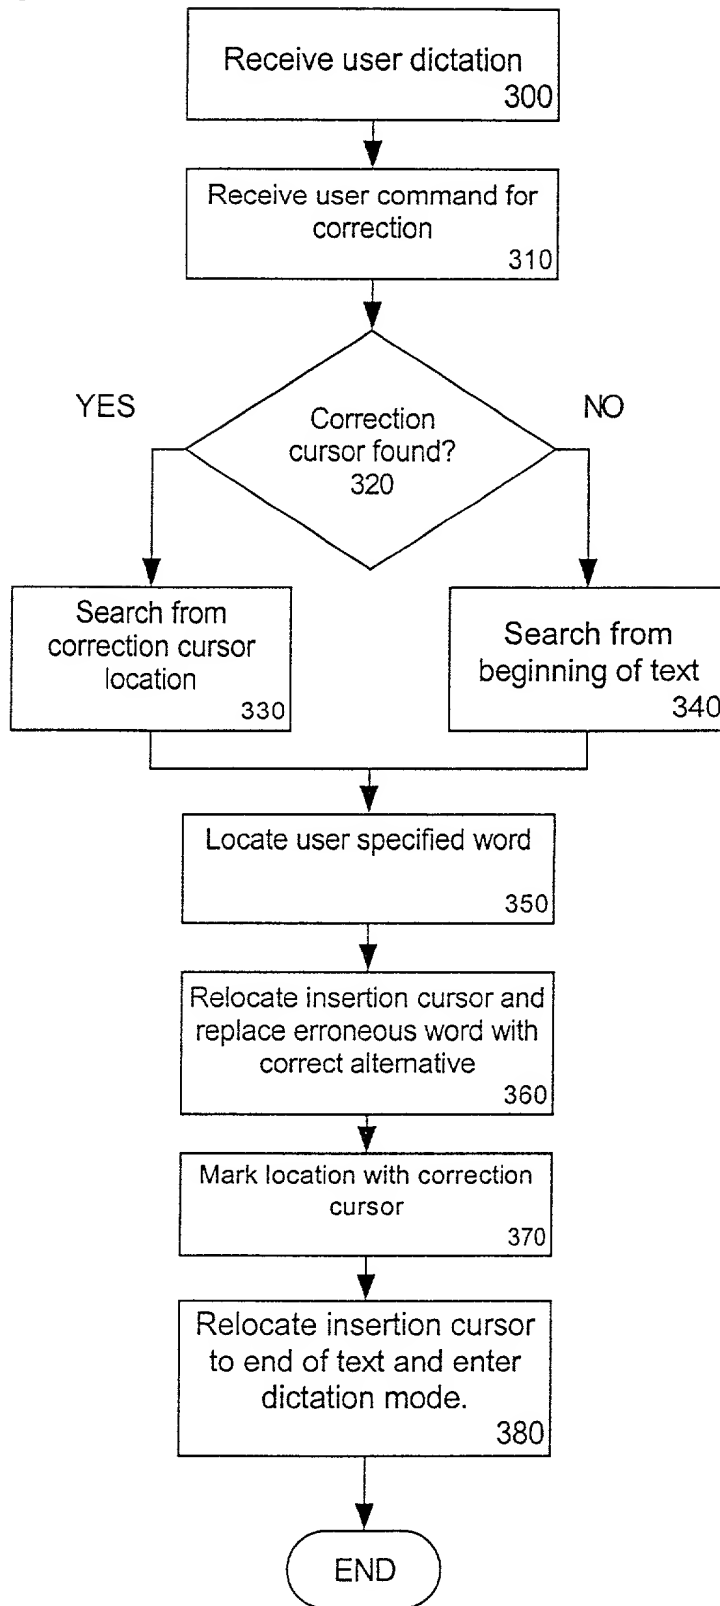 Receive user dictation
300
Receive user command for
correction
310
YES
NO
Correction
cursor found?
320
Search from
correction cursor
location
330
Search from
beginning of text
340
Locate user specified word
350
Relocate insertion cursor and
replace erroneous word with
correct alternative
360
Mark location with correction
cursor
370
Relocate insertion cursor
to end of text and enter
dictation mode.
380
END